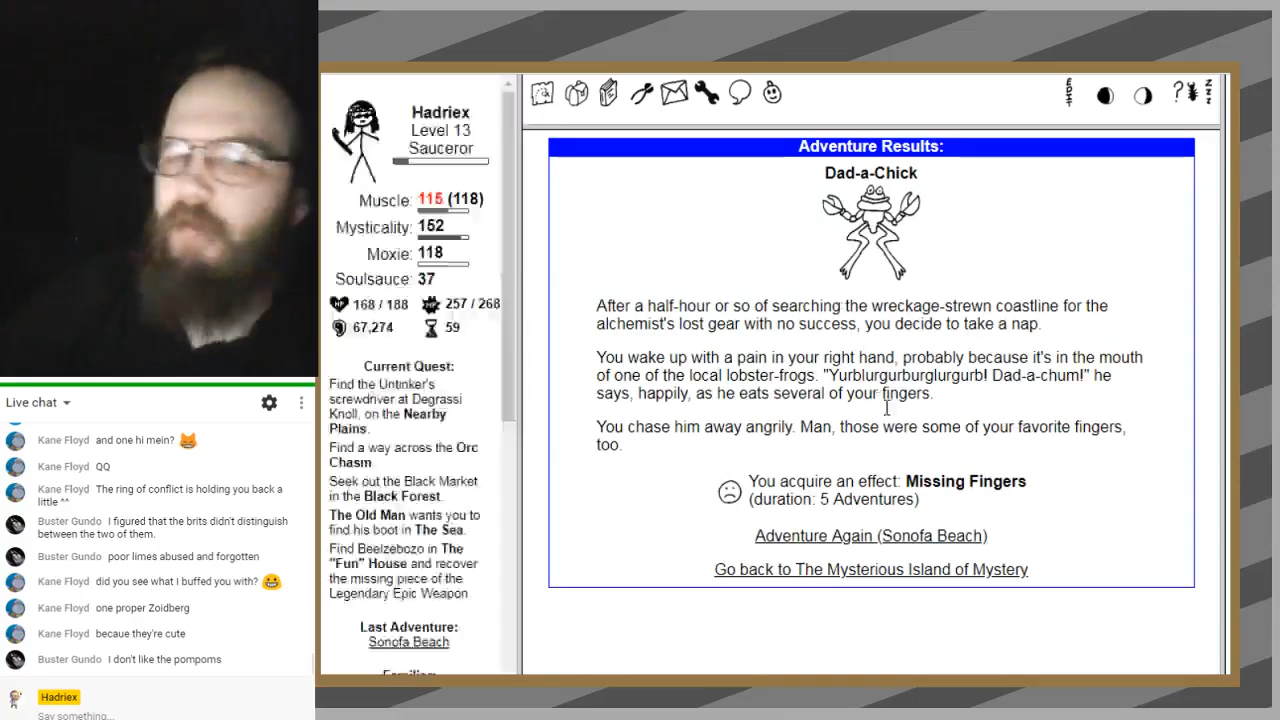 Live chat
Kane Floyd and one hi mein?
Kane Floyd QQ
Kane Floyd The ring of conflict is holding you back a
little ^^
Buster Gundo I figured that the brits didn't distinguish
between the two of them.
Buster Gundo poor limes abused and forgotten
Kane Floyd did you see what I buffed you with?
Kane Floyd one proper Zoidberg
Kane Floyd becaue they're cute
Buster Gundo I don't like the pompoms
Hadriex
Say something...
Hadriex
Level 13
Sauceror
Muscle: 115 (118)
Mysticality: 152
Moxie: 118
Soulsauce: 37
168 / 188 257 / 268
67,274 59
Current Quest:
Find the Untinker's
screwdriver at Degrassi
Knoll, on the Nearby
Plains.
Find a way across the Orc
Chasm
Seek out the Black Market
in the Black Forest.
The Old Man wants you to
find his boot in The Sea.
Find Beelzebozo in The
"Fun" House and recover
the missing piece of the
Legendary Epic Weapon
Last Adventure:
Sonofa Beach
Adventure Results:
Dad-a-Chick
After a half-hour or so of searching the wreckage-strewn coastline for the
alchemist's lost gear with no success, you decide to take a nap.
You wake up with a pain in your right hand, probably because it's in the mouth
of one of the local lobster-frogs. "Yurblurgurburglurgurb! Dad-a-chum!" he
says, happily, as he eats several of your fingers.
You chase him away angrily. Man, those were some of your favorite fingers,
too.
You acquire an effect: Missing Fingers
(duration: 5 Adventures)
Adventure Again (Sonofa Beach)
Go back to The Mysterious Island of Mystery